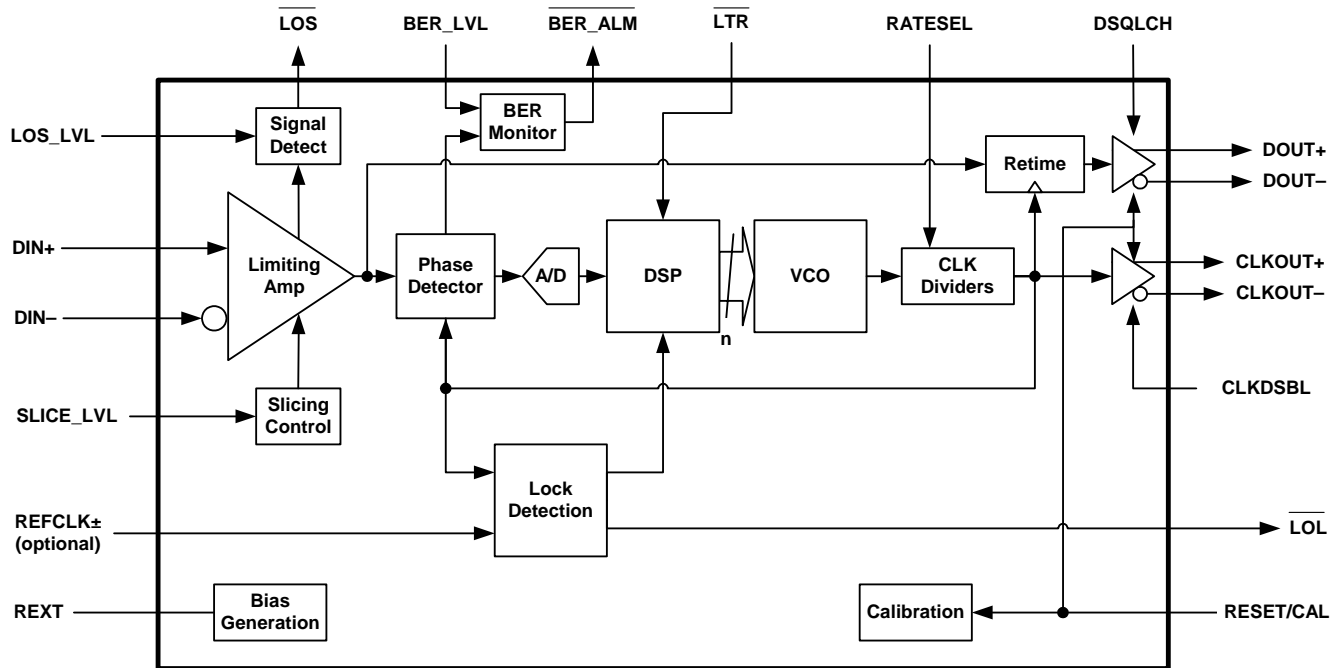 LOS
BER_LVL
BER_ALM
LTR
RATESEL
DSQLCH
LOS_LVL
Signal
Detect
BER
Monitor
Retime
DOUT+
DOUT–
DIN+
DIN–
Limiting
Amp
Phase
Detector
A/D
DSP
n
VCO
CLK
Dividers
CLKOUT+
CLKOUT–
CLKDSBL
SLICE_LVL
Slicing
Control
Lock
Detection
REFCLK±
(optional)
LOL
REXT
Bias
Generation
Calibration
RESET/CAL